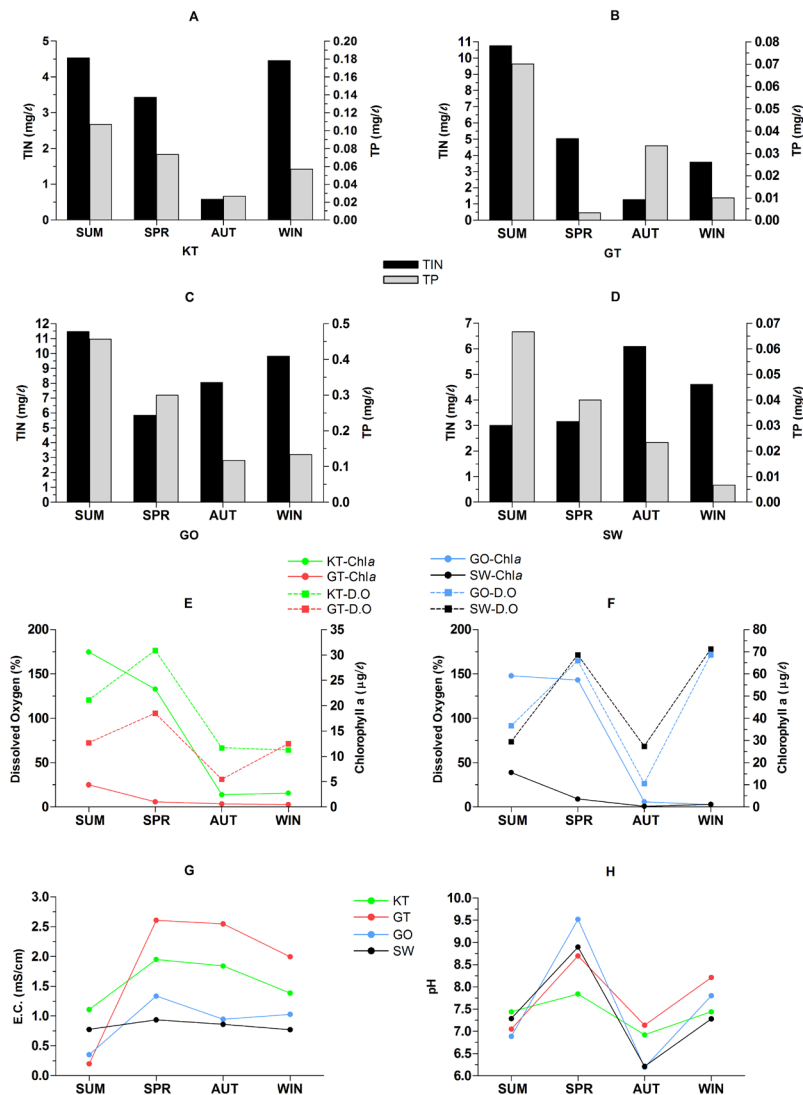 A
B
TIN (mg/ℓ)
5
4
3
2
1
0
0.20
0.18
0.16
0.14
0.12
0.10
0.08
0.06
0.04
0.02
0.00
TP (mg/ℓ)
SUM SPR AUT WIN
KT
TIN (mg/ℓ)
11
10
9
8
7
6
5
4
3
2
1
0
0.08
0.07
0.06
0.05
0.04
0.03
0.02
0.01
0.00
TP (mg/ℓ)
SUM SPR AUT WIN
GT
TIN
TP
C
D
TIN (mg/ℓ)
12
11
10
9
8
7
6
5
4
3
2
1
0
0.5
0.4
0.3
0.2
0.1
0.0
TP (mg/ℓ)
SUM SPR AUT WIN
GO
TIN (mg/ℓ)
7
6
5
4
3
2
1
0
0.07
0.06
0.05
0.04
0.03
0.02
0.01
0.00
TP (mg/ℓ)
SUM SPR AUT WIN
SW
KT-Chla
GT-Chla
KT-D.O
GT-D.O
GO-Chla
SW-Chla
GO-D.O
SW-D.O
E
F
Dissolved Oxygen (%)
200
150
100
50
0
35
30
25
20
15
10
5
0
Chlorophyll a (µg/ℓ)
SUM SPR AUT WIN
Dissolved Oxygen (%)
200
150
100
50
0
80
70
60
50
40
30
20
10
0
Chlorophyll a (µg/ℓ)
SUM SPR AUT WIN
G
H
E.C. (mS/cm)
3.0
2.5
2.0
1.5
1.0
0.5
0.0
SUM SPR AUT WIN
KT
GT
GO
SW
pH
10.0
9.5
9.0
8.5
8.0
7.5
7.0
6.5
6.0
SUM SPR AUT WIN